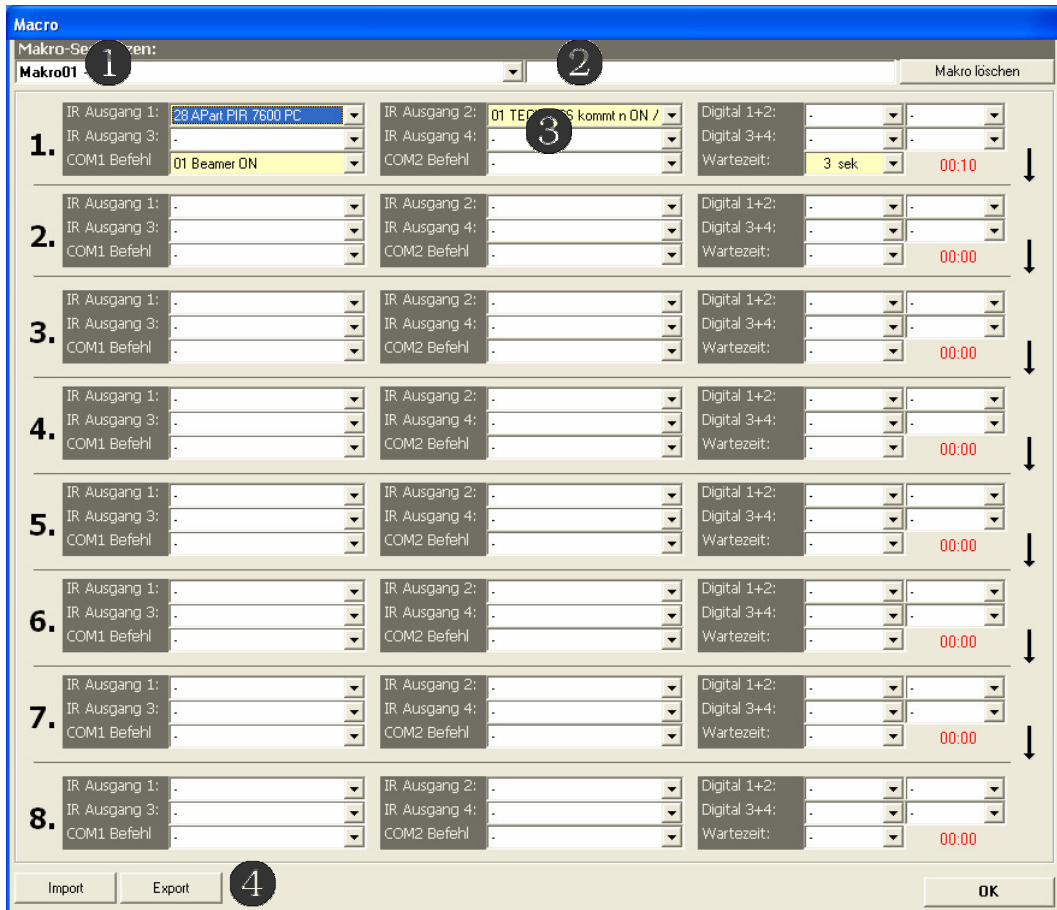 Macro
Makro-Se zen:
Makro01 - 1 2 Makro löschen
1. IR Ausgang 1: 28 APart PIR 7600 PC IR Ausgang 2: 01 TEC S kommt n ON / Digital 1+2: - -
IR Ausgang 3: - IR Ausgang 4: - 3 Digital 3+4: - -
COM1 Befehl 01 Beamer ON COM2 Befehl - Wartezeit: 3 sek 00:10
2. IR Ausgang 1: - IR Ausgang 2: - Digital 1+2: - -
IR Ausgang 3: - IR Ausgang 4: - Digital 3+4: - -
COM1 Befehl - COM2 Befehl - Wartezeit: - 00:00
3. IR Ausgang 1: - IR Ausgang 2: - Digital 1+2: - -
IR Ausgang 3: - IR Ausgang 4: - Digital 3+4: - -
COM1 Befehl - COM2 Befehl - Wartezeit: - 00:00
4. IR Ausgang 1: - IR Ausgang 2: - Digital 1+2: - -
IR Ausgang 3: - IR Ausgang 4: - Digital 3+4: - -
COM1 Befehl - COM2 Befehl - Wartezeit: - 00:00
5. IR Ausgang 1: - IR Ausgang 2: - Digital 1+2: - -
IR Ausgang 3: - IR Ausgang 4: - Digital 3+4: - -
COM1 Befehl - COM2 Befehl - Wartezeit: - 00:00
6. IR Ausgang 1: - IR Ausgang 2: - Digital 1+2: - -
IR Ausgang 3: - IR Ausgang 4: - Digital 3+4: - -
COM1 Befehl - COM2 Befehl - Wartezeit: - 00:00
7. IR Ausgang 1: - IR Ausgang 2: - Digital 1+2: - -
IR Ausgang 3: - IR Ausgang 4: - Digital 3+4: - -
COM1 Befehl - COM2 Befehl - Wartezeit: - 00:00
8. IR Ausgang 1: - IR Ausgang 2: - Digital 1+2: - -
IR Ausgang 3: - IR Ausgang 4: - Digital 3+4: - -
COM1 Befehl - COM2 Befehl - Wartezeit: - 00:00
Import Export 4 OK